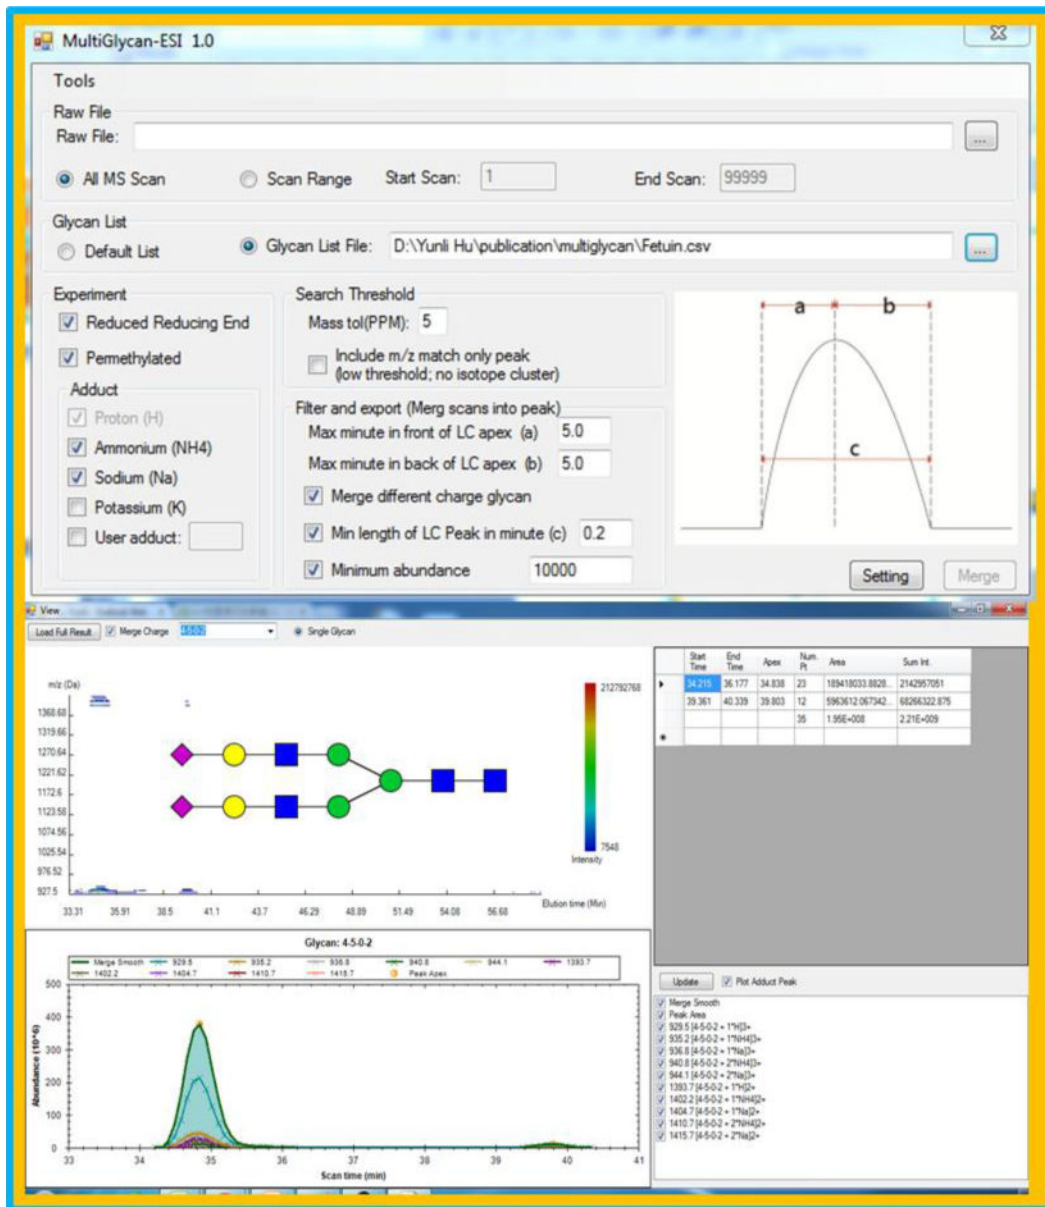 MultiGlycan-ESI 1.0
Tools
Raw File
Raw File: ...
All MS Scan Scan Range Start Scan: 1 End Scan: 99999
Glycan List
Default List Glycan List File: D:\Yunli Hu\publication\multiglycan\Fetuin.csv ...
Experiment
Reduced Reducing End
Permethylated
Adduct
Proton (H)
Ammonium (NH4)
Sodium (Na)
Potassium (K)
User adduct:
Search Threshold
Mass tol(PPM): 5
Include m/z match only peak
(low threshold; no isotope cluster)
Filter and export (Merg scans into peak)
Max minute in front of LC apex (a) 5.0
Max minute in back of LC apex (b) 5.0
Merge different charge glycan
Min length of LC Peak in minute (c) 0.2
Minimum abundance 10000
a b
c
Setting Merge
View
Load Full Result Merge Charge 4-5-0-2 Single Glycan
m/z (Da)
1368.68
1319.66
1270.64
1221.62
1172.6
1123.58
1074.56
1025.54
976.52
927.5
33.31 35.91 38.5 41.1 43.7 46.29 48.89 51.49 54.08 56.68
Elution time (Min)
212792768
7548
Intensity
Start Time End Time Apex Num. Pt Area Sum Int.
34.215 36.177 34.838 23 189418033.8828... 2142957051
39.361 40.339 39.803 12 5963612.067342... 68266322.875
35 1.95E+008 2.21E+009
Glycan: 4-5-0-2
Merge Smooth 929.5 935.2 936.8 940.8 944.1 1393.7
1402.2 1404.7 1410.7 1415.7 Peak Apex
Abundance (10^6)
500
400
300
200
100
0
33 34 35 36 37 38 39 40 41
Scan time (min)
Update Plot Adduct Peak
Merge Smooth
Peak Area
929.5 [4-5-0-2 + 1*H]3+
935.2 [4-5-0-2 + 1*NH4]3+
936.8 [4-5-0-2 + 1*Na]3+
940.8 [4-5-0-2 + 2*NH4]3+
944.1 [4-5-0-2 + 2*Na]3+
1393.7 [4-5-0-2 + 1*H]2+
1402.2 [4-5-0-2 + 1*NH4]2+
1404.7 [4-5-0-2 + 1*Na]2+
1410.7 [4-5-0-2 + 2*NH4]2+
1415.7 [4-5-0-2 + 2*Na]2+